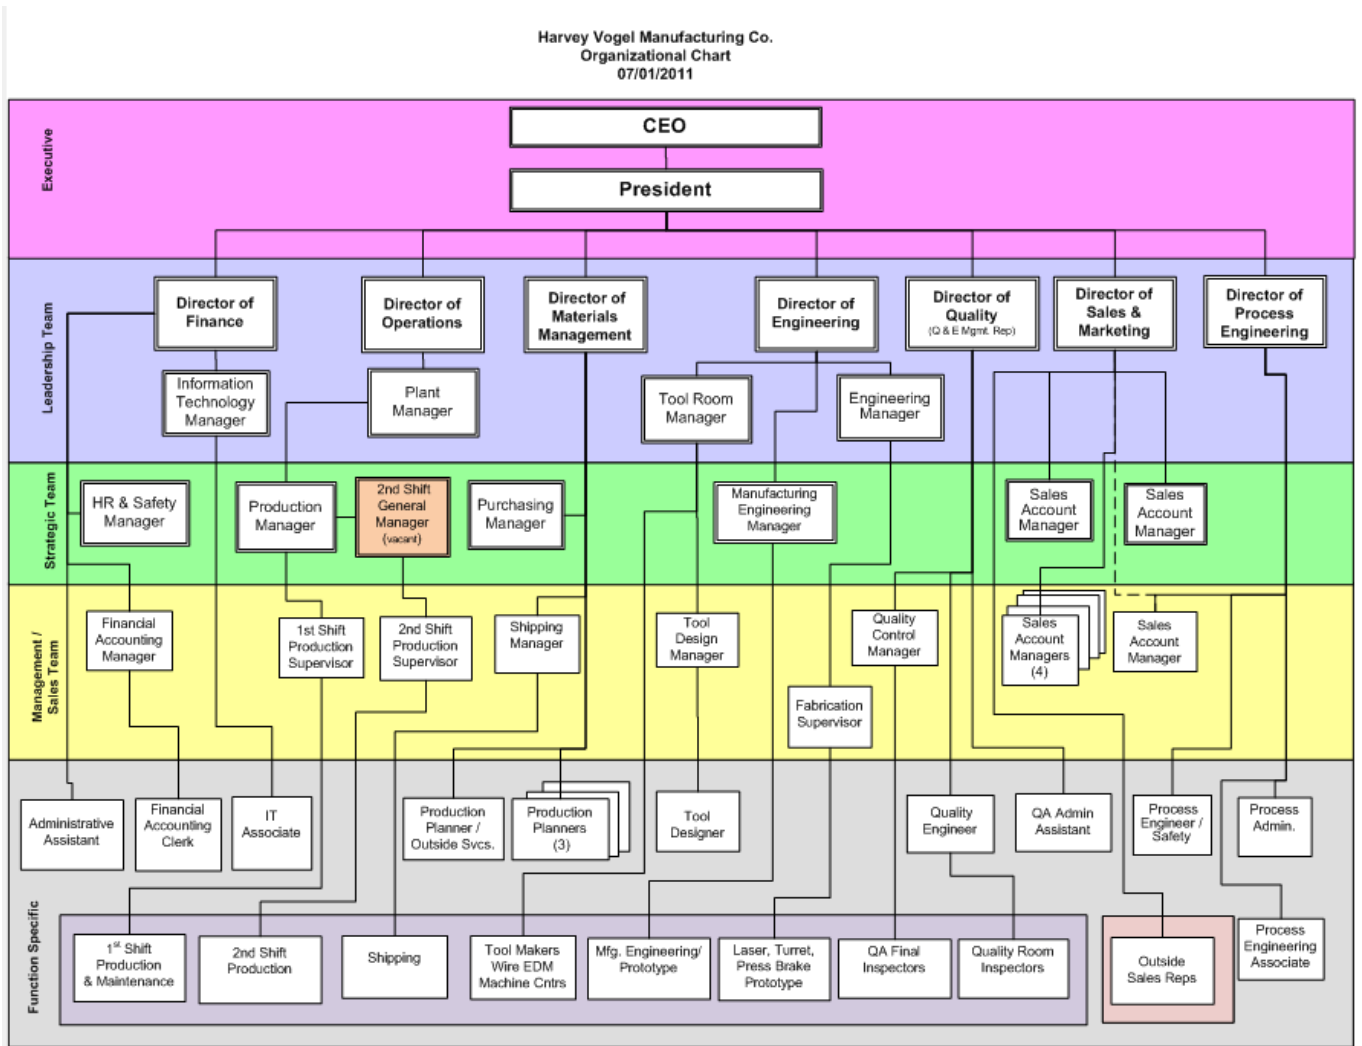 Harvey Vogel Manufacturing Co.
Organizational Chart
07/01/2011
Executive
CEO
President
Leadership Team
Director of
Finance
Director of
Operations
Director of
Materials
Management
Director of
Engineering
Director of
Quality
(Q & E Mgmt. Rep)
Director of
Sales &
Marketing
Director of
Process
Engineering
Information
Technology
Manager
Plant
Manager
Tool Room
Manager
Engineering
Manager
Strategic Team
HR & Safety
Manager
Production
Manager
2nd Shift
General
Manager
(vacant)
Purchasing
Manager
Manufacturing
Engineering
Manager
Sales
Account
Manager
Sales
Account
Manager
Management /
Sales Team
Financial
Accounting
Manager
1st Shift
Production
Supervisor
2nd Shift
Production
Supervisor
Shipping
Manager
Tool
Design
Manager
Quality
Control
Manager
Sales
Account
Managers
(4)
Sales
Account
Manager
Fabrication
Supervisor
Function Specific
Administrative
Assistant
Financial
Accounting
Clerk
IT
Associate
Production
Planner /
Outside Svcs.
Production
Planners
(3)
Tool
Designer
Quality
Engineer
QA Admin
Assistant
Process
Engineer /
Safety
Process
Admin.
1st Shift
Production
& Maintenance
2nd Shift
Production
Shipping
Tool Makers
Wire EDM
Machine Cntrs
Mfg. Engineering/
Prototype
Laser, Turret,
Press Brake
Prototype
QA Final
Inspectors
Quality Room
Inspectors
Outside
Sales Reps
Process
Engineering
Associate